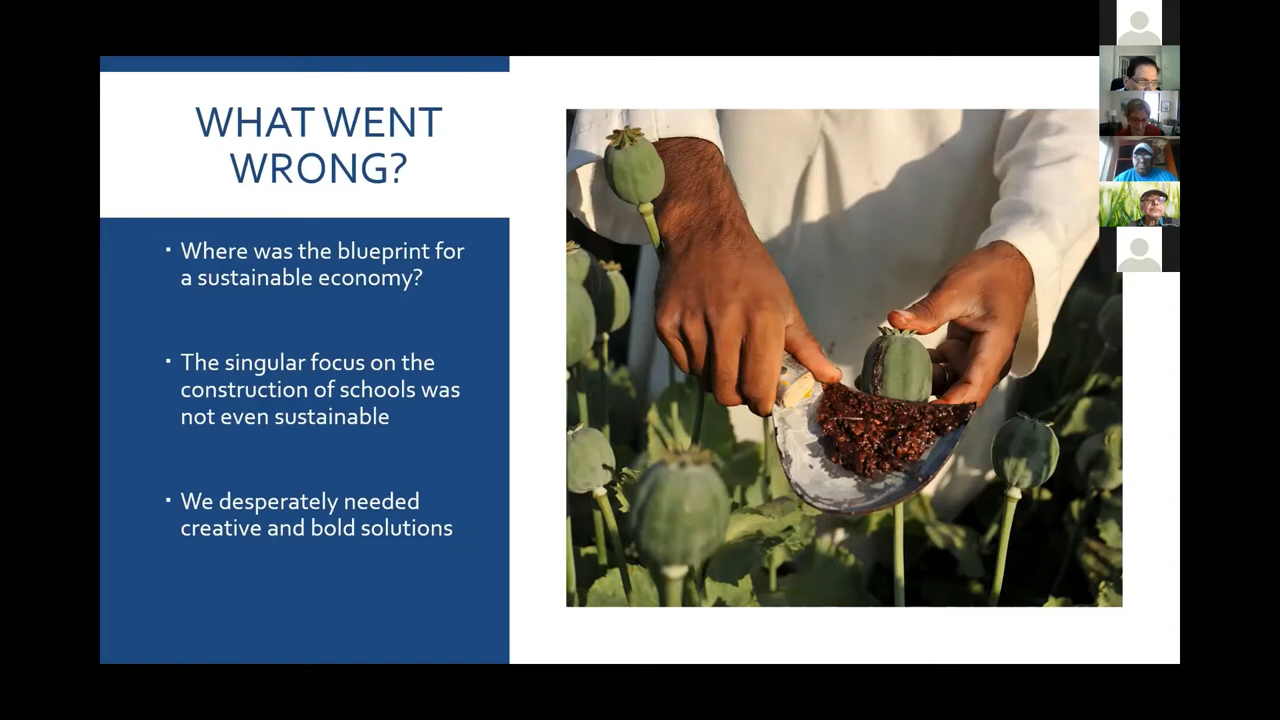 WHAT WENT
WRONG?
▪ Where was the blueprint for
a sustainable economy?
▪ The singular focus on the
construction of schools was
not even sustainable
▪ We desperately needed
creative and bold solutions